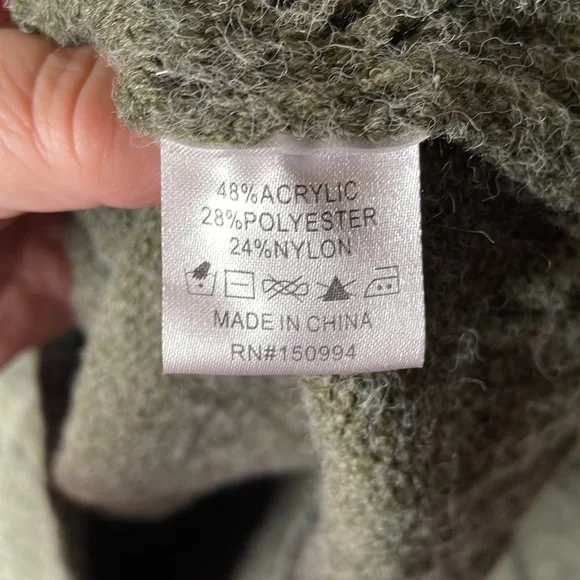 48%ACRYLIC
28%POLYESTER
24%NYLON
MADE IN CHINA
RN#150994